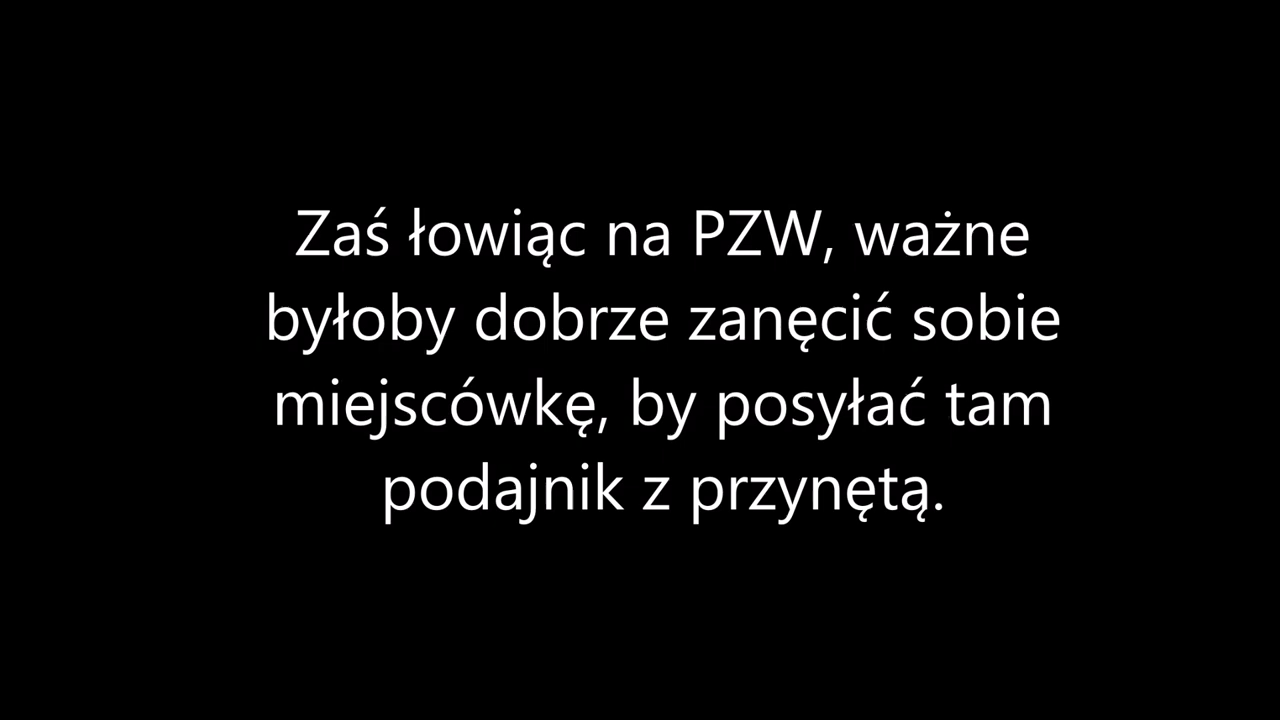 Zaś łowiąc na PZW, ważne
byłoby dobrze zanęcić sobie
miejscówkę, by posyłać tam
podajnik z przynętą.